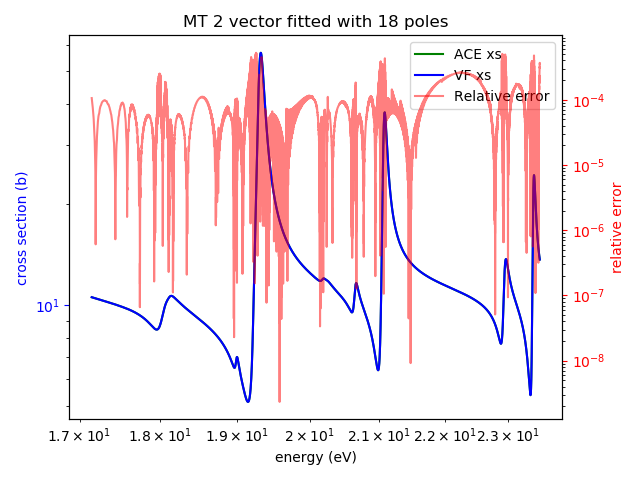 MT 2 vector fitted with 18 poles
ACE xs
VF xs
Relative error
cross section (b)
10¹
relative error
10⁻⁴
10⁻⁵
10⁻⁶
10⁻⁷
10⁻⁸
1.7 × 10¹ 1.8 × 10¹ 1.9 × 10¹ 2 × 10¹ 2.1 × 10¹ 2.2 × 10¹ 2.3 × 10¹
energy (eV)